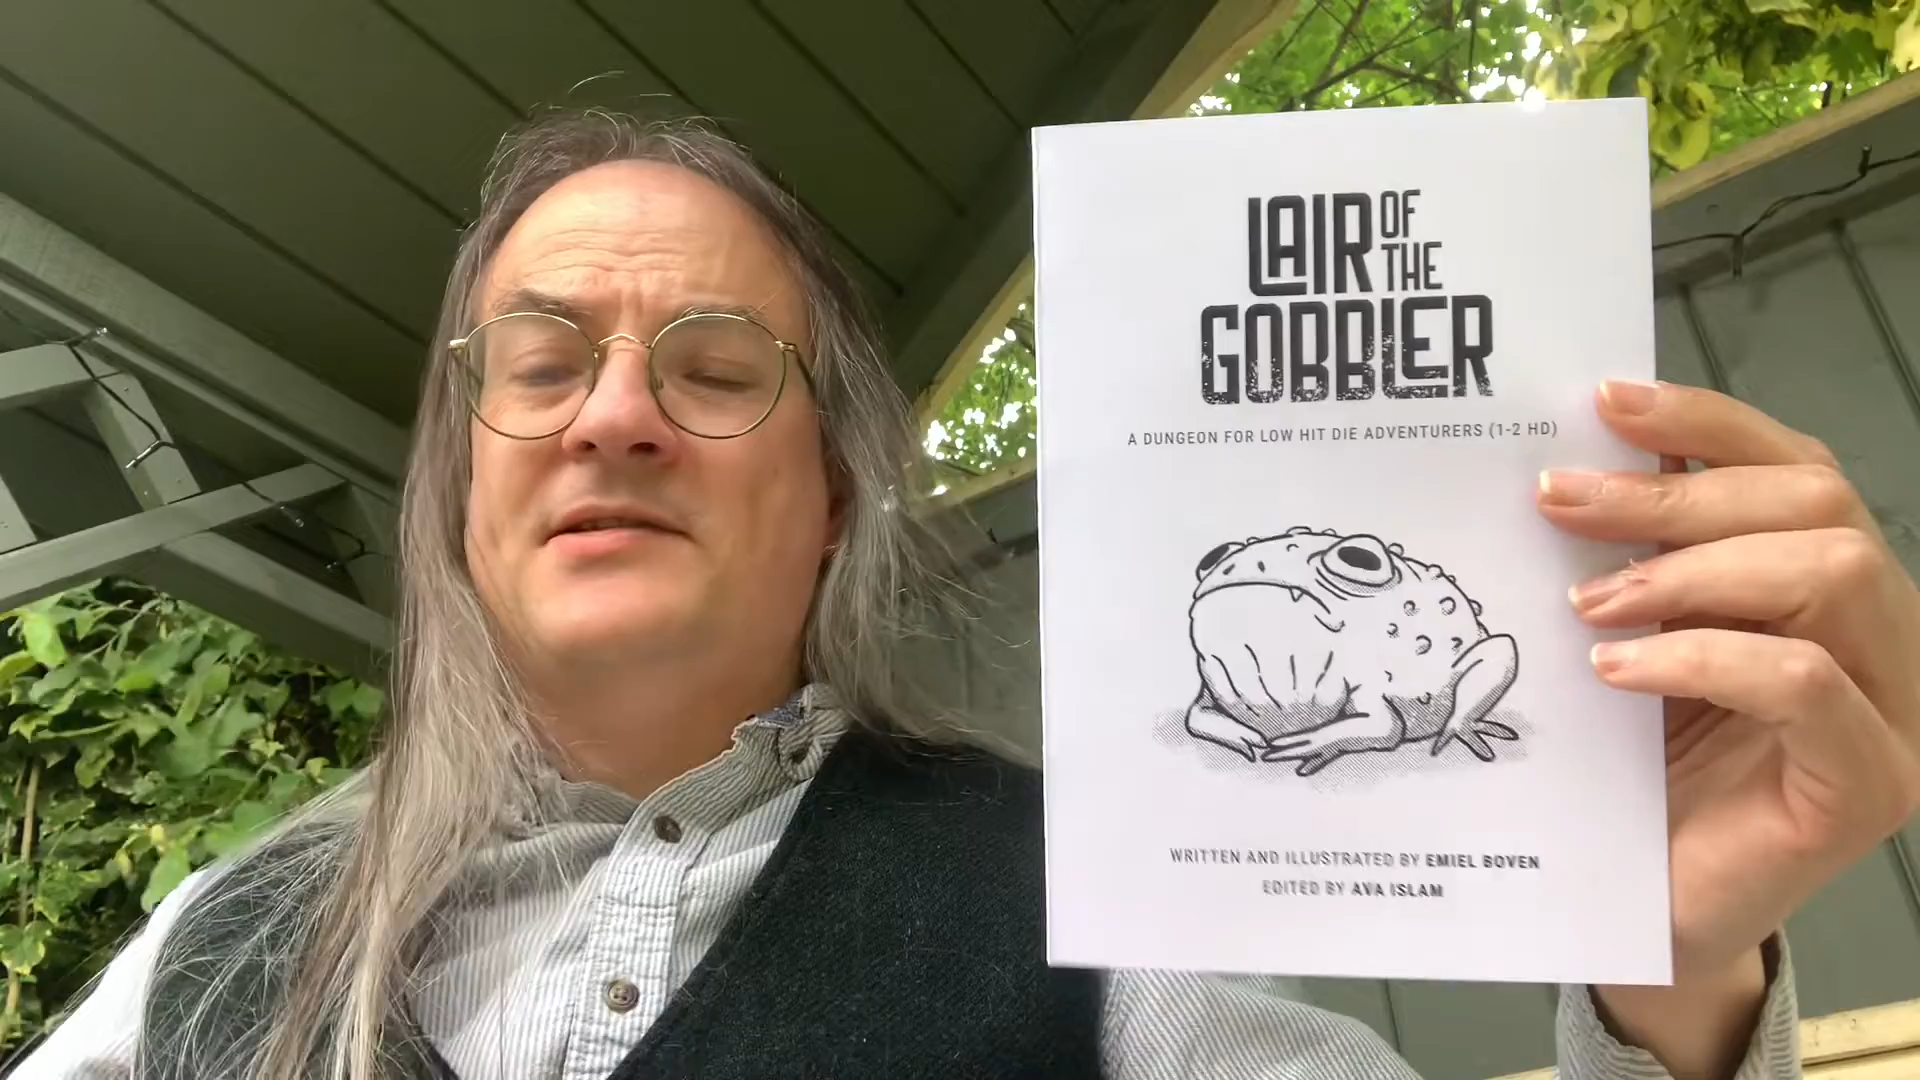 LAIR OF
THE
GOBBLER
A DUNGEON FOR LOW HIT DIE ADVENTURERS (1-2 HD)
WRITTEN AND ILLUSTRATED BY EMIEL BOVEN
EDITED BY AVA ISLAM